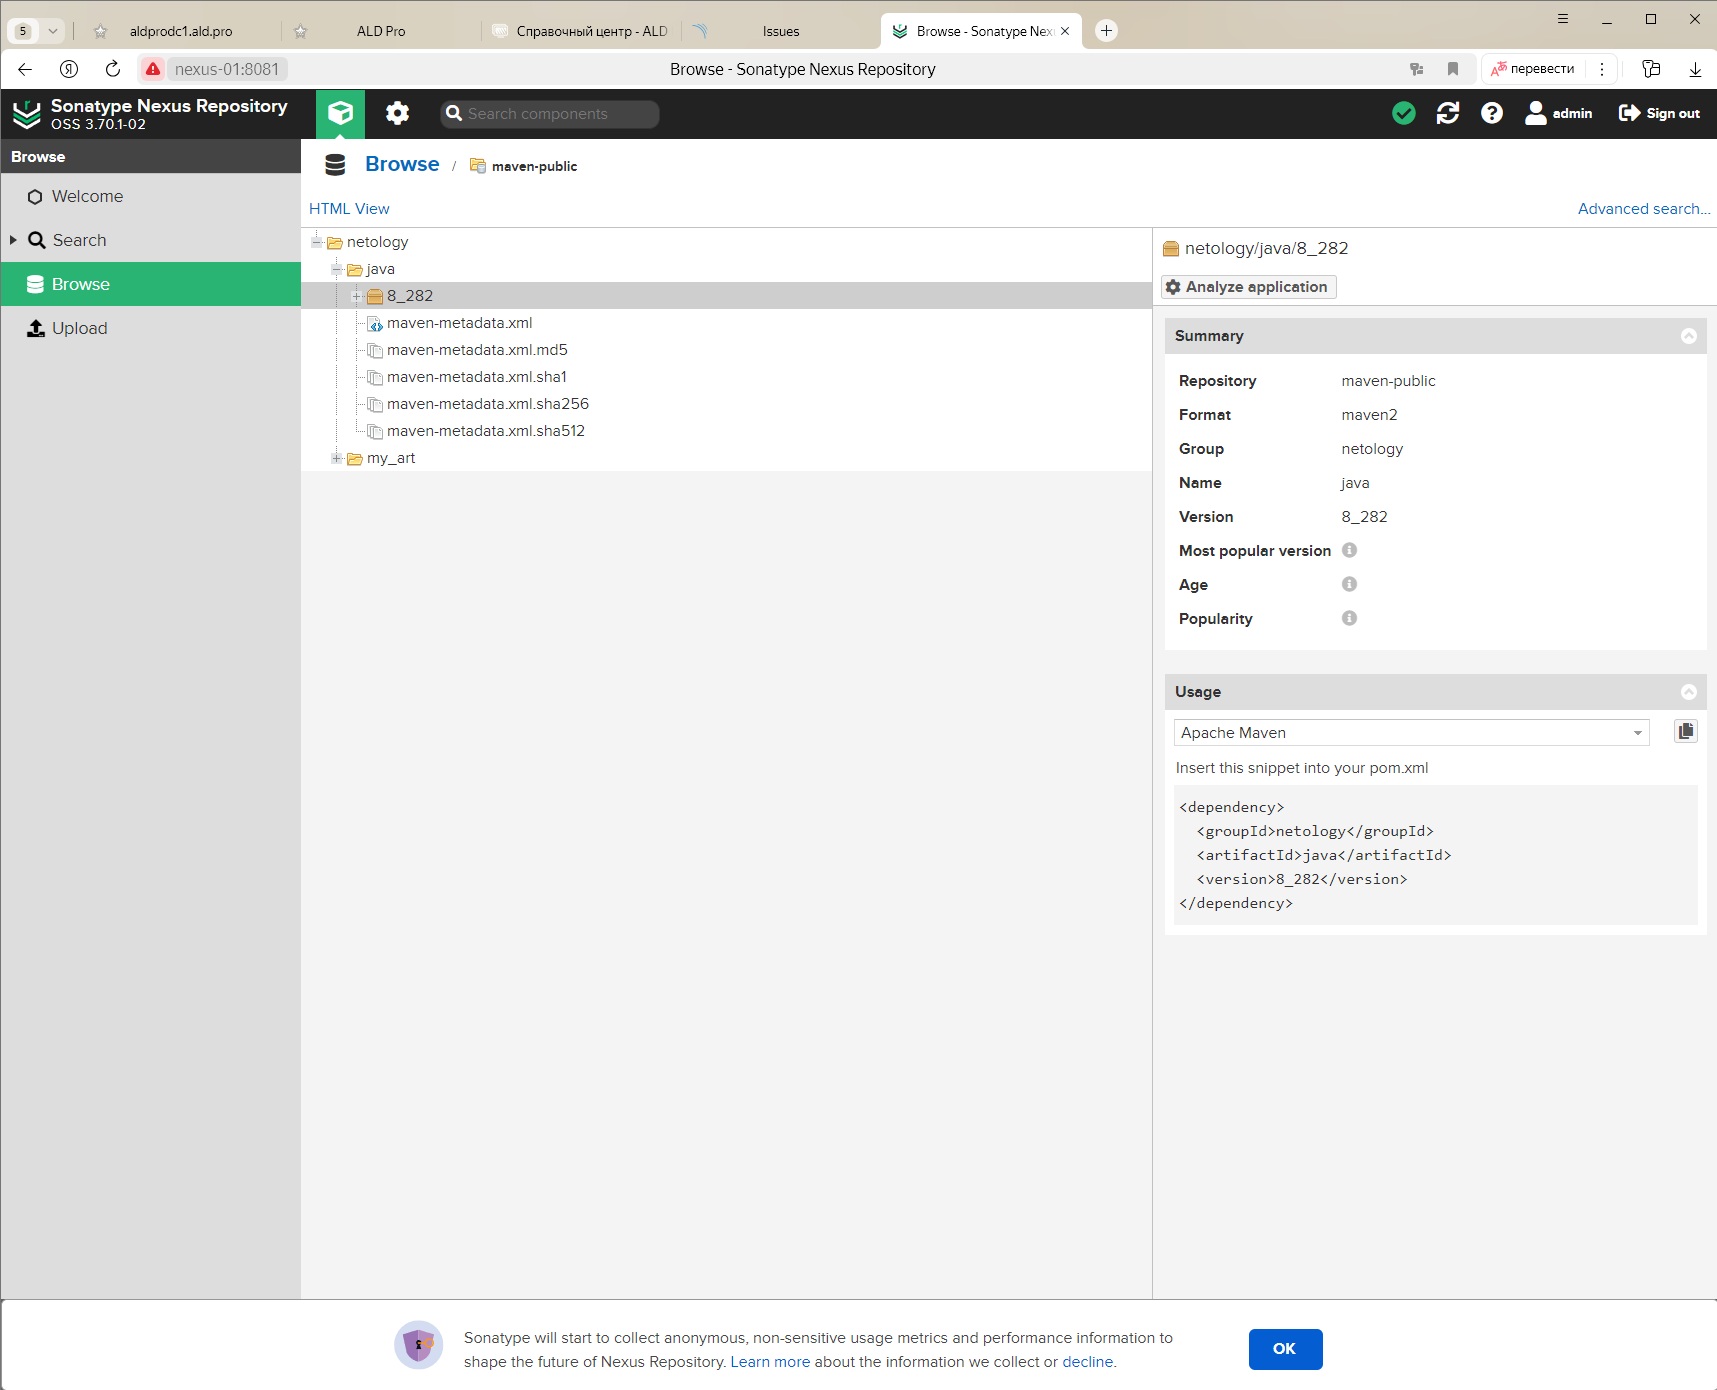 5
aldprodc1.ald.pro
ALD Pro
Справочный центр - ALD
Issues
Browse - Sonatype Nex
nexus-01:8081
Browse - Sonatype Nexus Repository
перевести
Sonatype Nexus Repository
OSS 3.70.1-02
Search components
admin
Sign out
Browse
Welcome
Search
Browse
Upload
Browse / maven-public
HTML View
Advanced search...
netology
java
8_282
maven-metadata.xml
maven-metadata.xml.md5
maven-metadata.xml.sha1
maven-metadata.xml.sha256
maven-metadata.xml.sha512
my_art
netology/java/8_282
Analyze application
Summary
Repository maven-public
Format maven2
Group netology
Name java
Version 8_282
Most popular version
Age
Popularity
Usage
Apache Maven
Insert this snippet into your pom.xml
<dependency>
  <groupId>netology</groupId>
  <artifactId>java</artifactId>
  <version>8_282</version>
</dependency>
Sonatype will start to collect anonymous, non-sensitive usage metrics and performance information to
shape the future of Nexus Repository. Learn more about the information we collect or decline.
OK